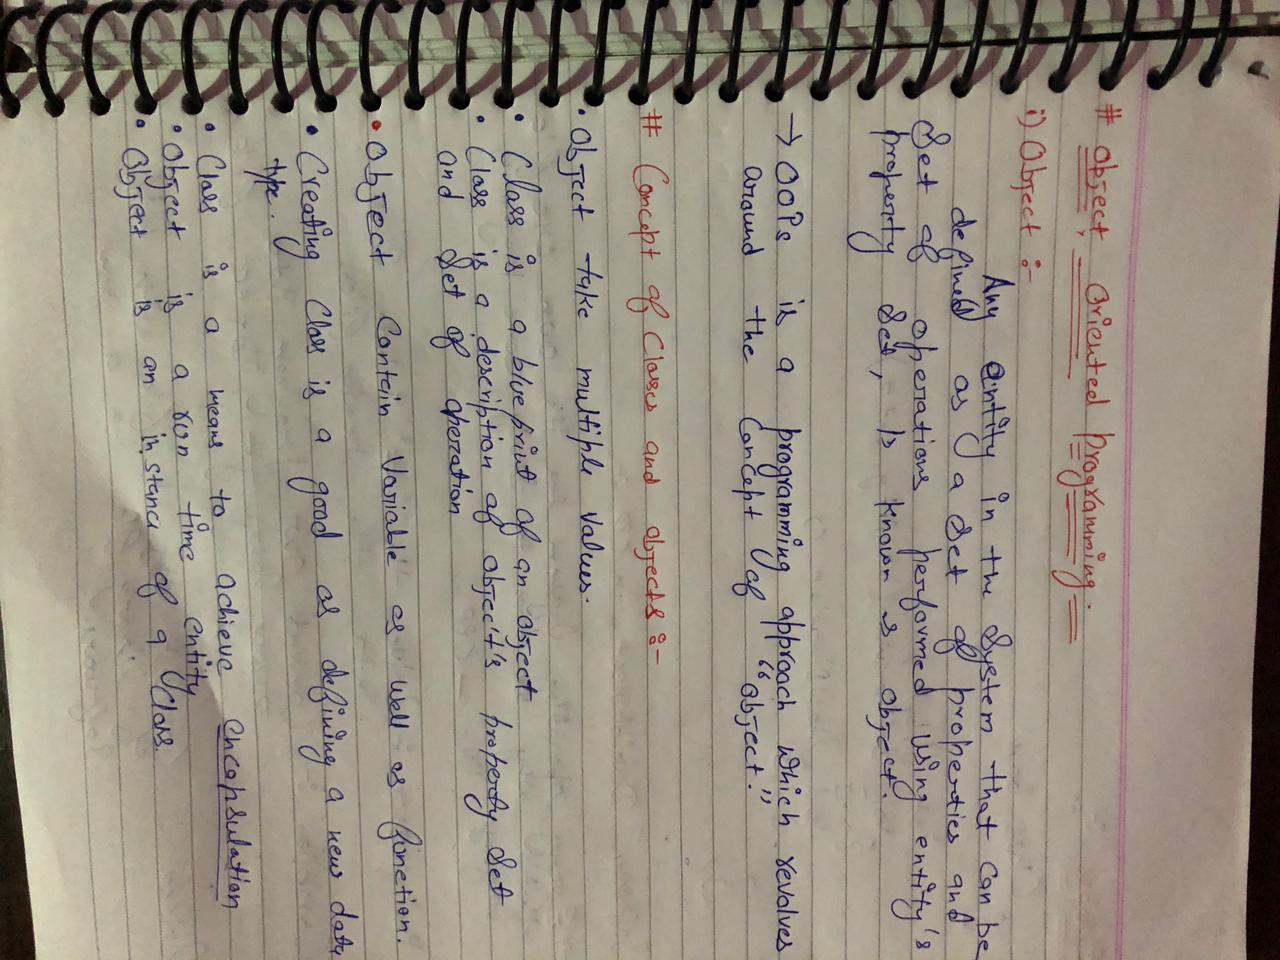 # Object, Oriented Programming.
i) Object :-
Any entity in the System that can be
defined as a set of properties and
Set of operations performed using entity's
property set, is known as object.
→ OOPs is a programming approach which revolves
around the concept of "object."
# Concept of Classes and objects :-
• Object take multiple values.
• Class is a blue print of an object
• Class is a description of object's property set
and set of operation
• Object Contain Variable as well as function.
• Creating Class is a good as defining a new data
type.
• Class is a means to achieve encapsulation
• Object is a run time entity
• Object is an instance of a Class.